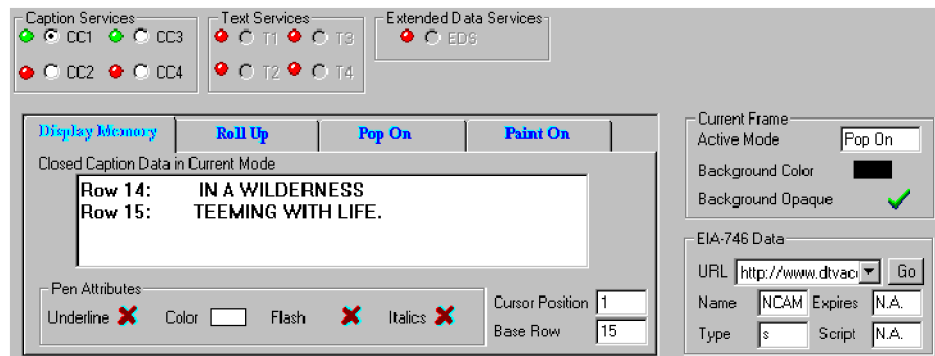 Caption Services
CC1 CC3
CC2 CC4
Text Services
T1 T3
T2 T4
Extended Data Services
EDS
Display Memory Roll Up Pop On Paint On
Closed Caption Data in Current Mode
Row 14: IN A WILDERNESS
Row 15: TEEMING WITH LIFE.
Pen Attributes
Underline Color Flash Italics
Cursor Position 1
Base Row 15
Current Frame
Active Mode Pop On
Background Color
Background Opaque
EIA-746 Data
URL http://www.dtvac Go
Name NCAM Expires N.A.
Type s Script N.A.